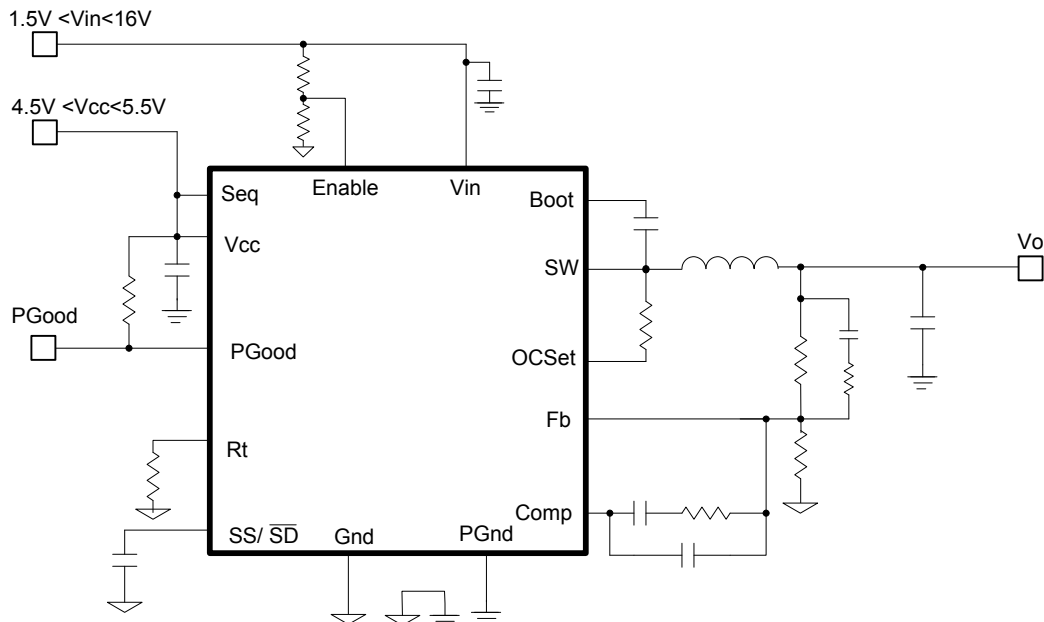 1.5V <Vin<16V
4.5V <Vcc<5.5V
Enable
Vin
Seq
Boot
Vcc
SW
Vo
PGood
PGood
OCSet
Fb
Rt
Comp
SS/ S̅D̅
Gnd
PGnd